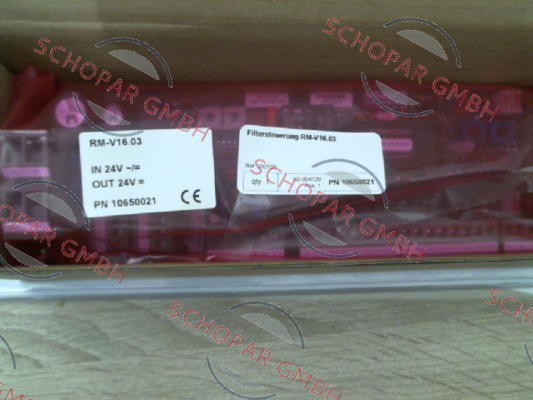 RM-V16.03
IN 24V ~/=
OUT 24V =
PN 10650021
CE
Filtersteuerung RM-V16.03
qty
PN 10650021
SCHOPAR GMBH
SCHOPAR GMBH
SCHOPAR GMBH
SCHOPAR GMBH
SCHOPAR GMBH